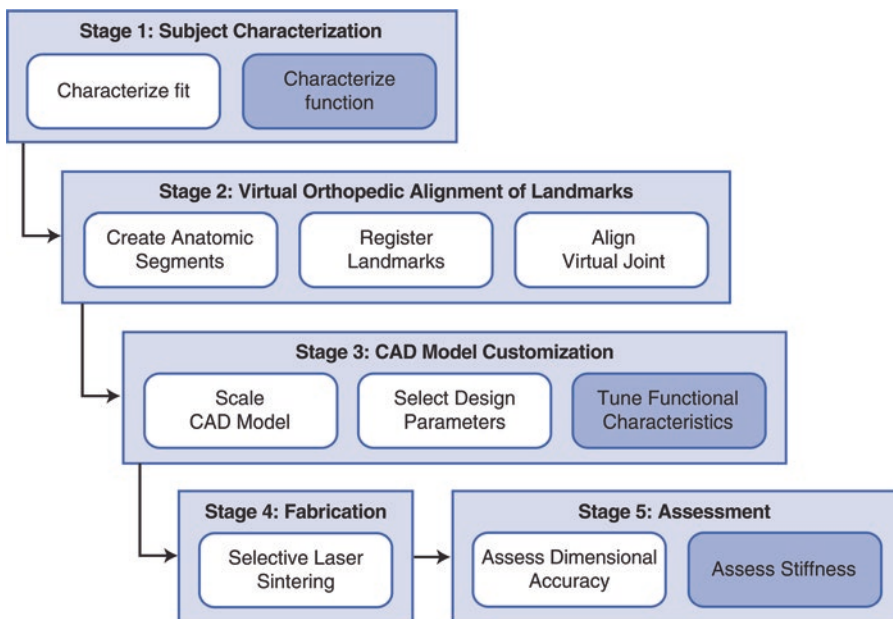 Stage 1: Subject Characterization
Characterize fit
Characterize
function
Stage 2: Virtual Orthopedic Alignment of Landmarks
Create Anatomic
Segments
Register
Landmarks
Align
Virtual Joint
Stage 3: CAD Model Customization
Scale
CAD Model
Select Design
Parameters
Tune Functional
Characteristics
Stage 4: Fabrication
Selective Laser
Sintering
Stage 5: Assessment
Assess Dimensional
Accuracy
Assess Stiffness